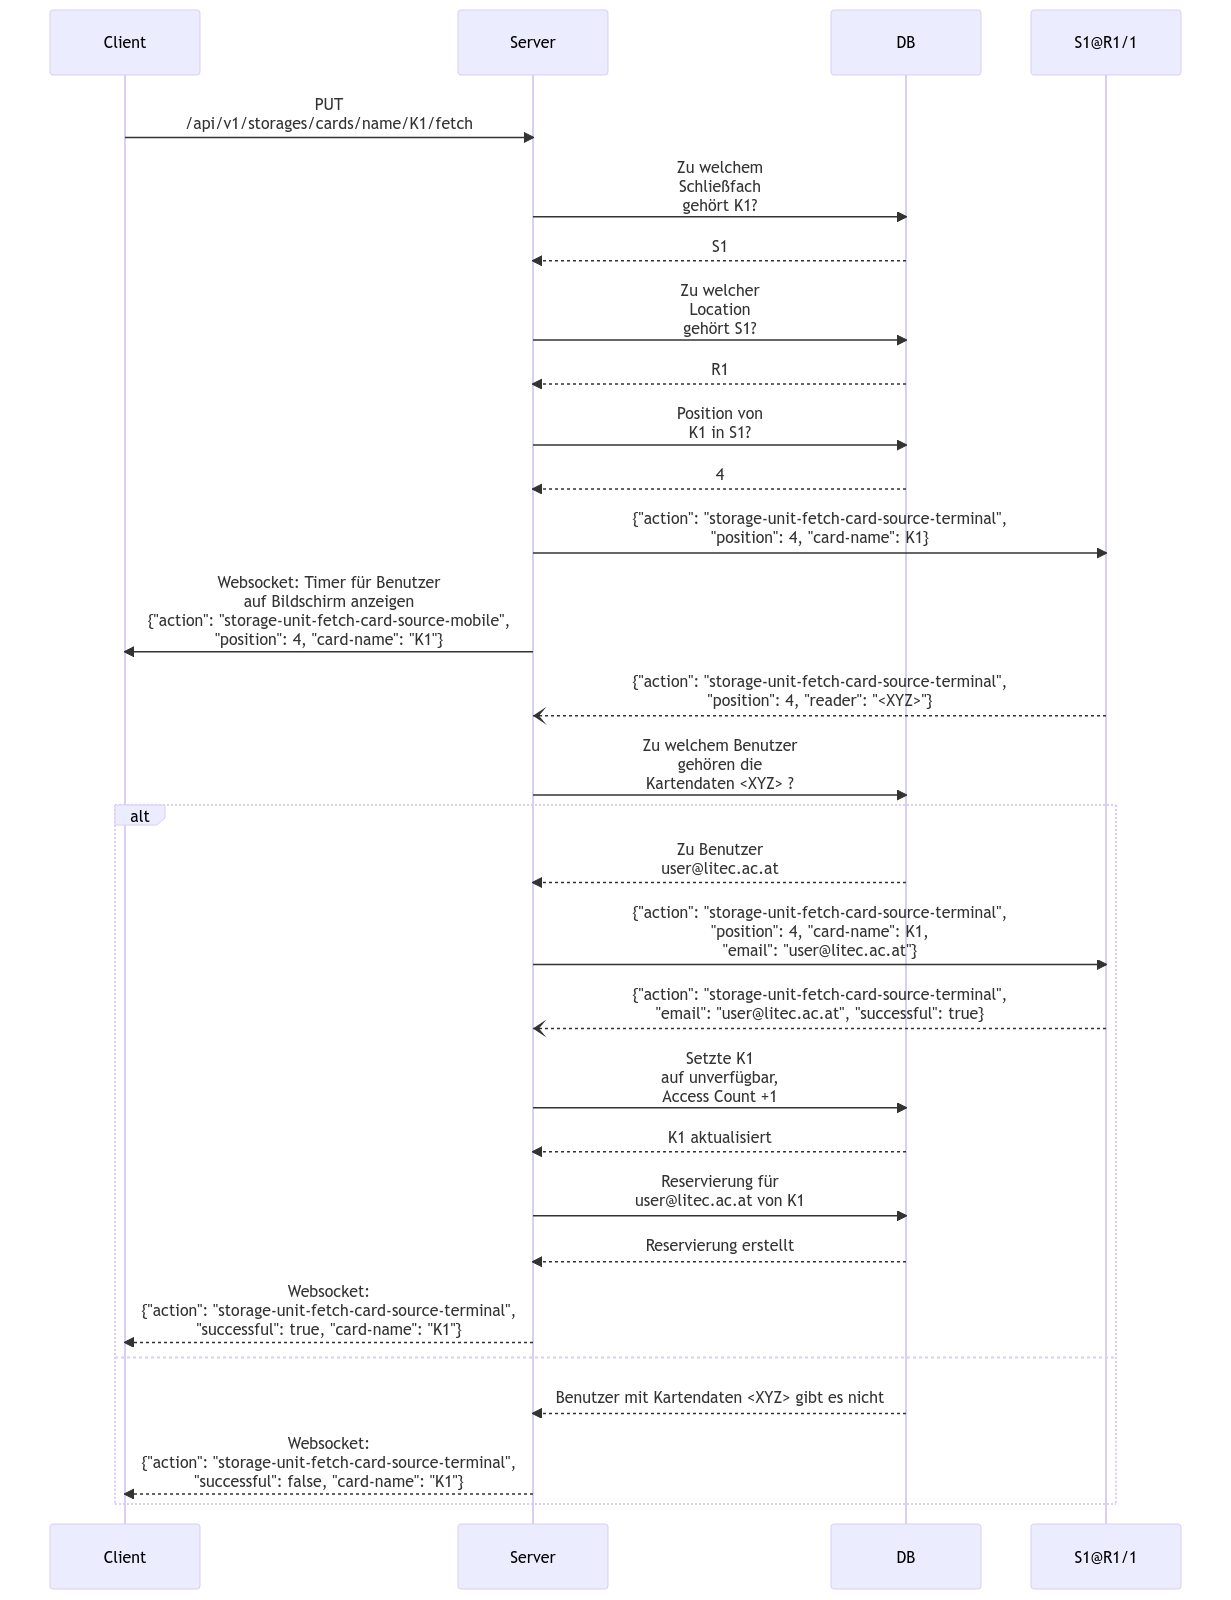 Client
Server
DB
S1@R1/1
PUT
/api/v1/storages/cards/name/K1/fetch
Zu welchem
Schließfach
gehört K1?
S1
Zu welcher
Location
gehört S1?
R1
Position von
K1 in S1?
4
{"action": "storage-unit-fetch-card-source-terminal",
"position": 4, "card-name": K1}
Websocket: Timer für Benutzer
auf Bildschirm anzeigen
{"action": "storage-unit-fetch-card-source-mobile",
"position": 4, "card-name": "K1"}
{"action": "storage-unit-fetch-card-source-terminal",
"position": 4, "reader": "<XYZ>"}
Zu welchem Benutzer
gehören die
Kartendaten <XYZ> ?
alt
Zu Benutzer
user@litec.ac.at
{"action": "storage-unit-fetch-card-source-terminal",
"position": 4, "card-name": K1,
"email": "user@litec.ac.at"}
{"action": "storage-unit-fetch-card-source-terminal",
"email": "user@litec.ac.at", "successful": true}
Setzte K1
auf unverfügbar,
Access Count +1
K1 aktualisiert
Reservierung für
user@litec.ac.at von K1
Reservierung erstellt
Websocket:
{"action": "storage-unit-fetch-card-source-terminal",
"successful": true, "card-name": "K1"}
Benutzer mit Kartendaten <XYZ> gibt es nicht
Websocket:
{"action": "storage-unit-fetch-card-source-terminal",
"successful": false, "card-name": "K1"}
Client
Server
DB
S1@R1/1